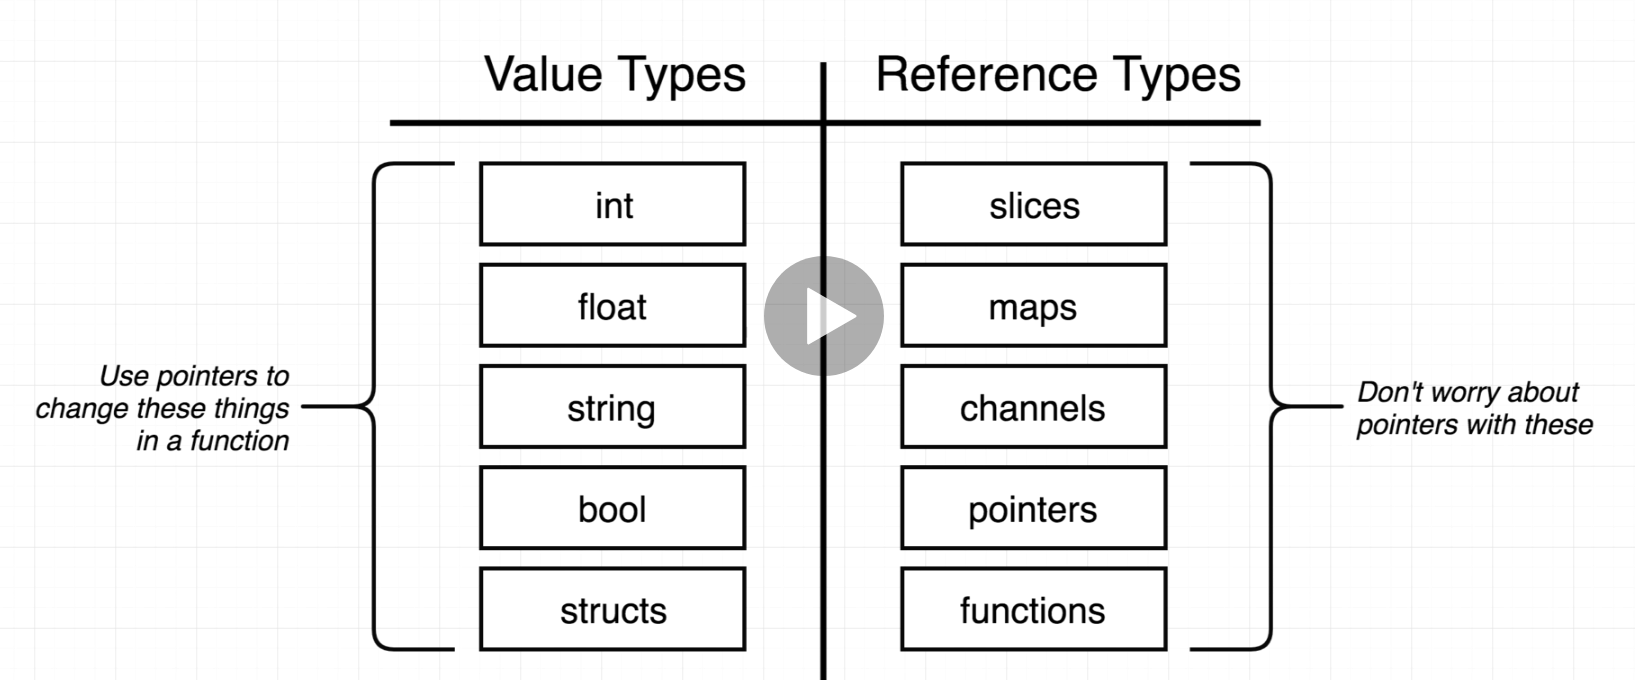 Value Types
Reference Types
int
float
string
bool
structs
slices
maps
channels
pointers
functions
Use pointers to
change these things
in a function
Don't worry about
pointers with these